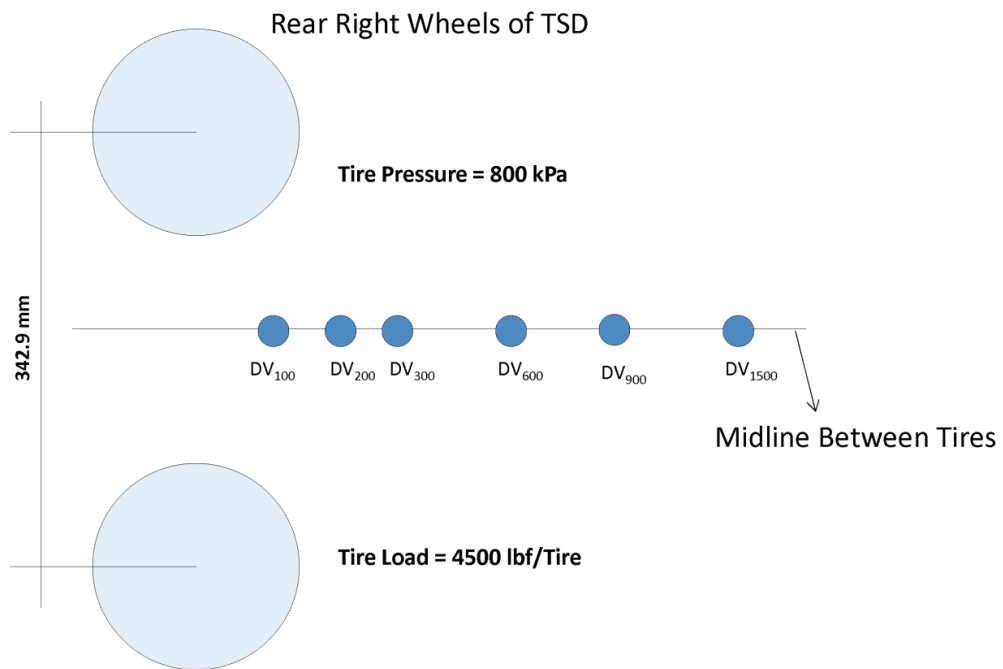 Rear Right Wheels of TSD
Tire Pressure = 800 kPa
342.9 mm
DV100 DV200 DV300 DV600 DV900 DV1500
Midline Between Tires
Tire Load = 4500 lbf/Tire